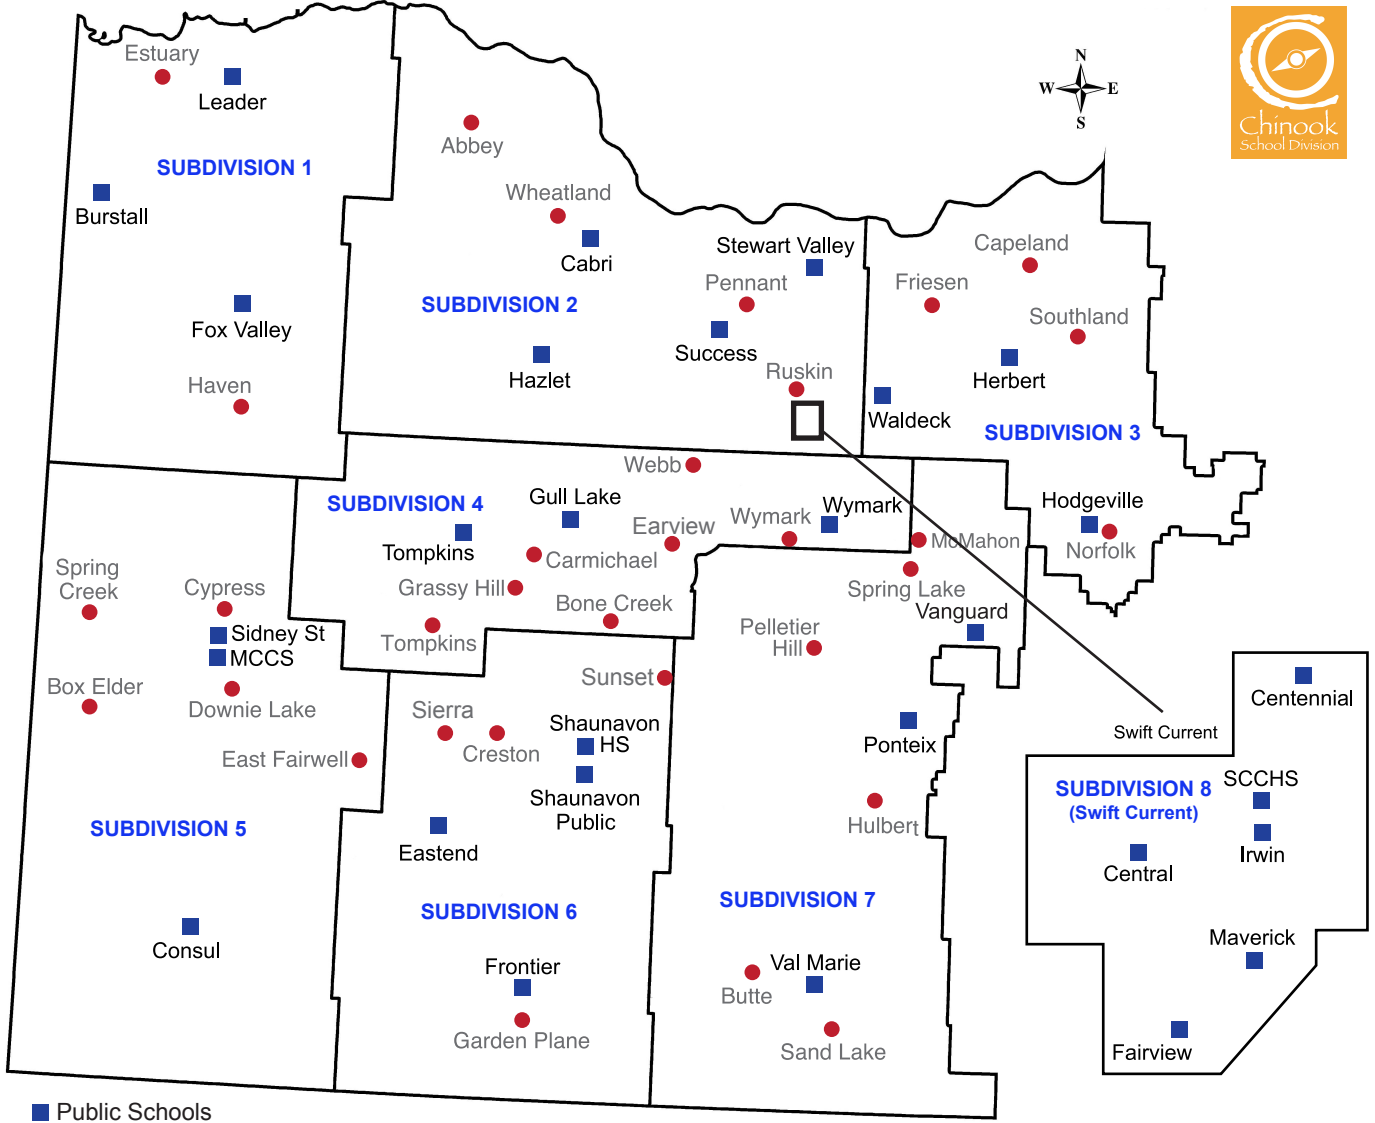 Estuary
Leader
SUBDIVISION 1
Burstall
Fox Valley
Haven
Abbey
Wheatland
Cabri
SUBDIVISION 2
Hazlet
Stewart Valley
Pennant
Success
Ruskin
N
W
E
S
Chinook
School Division
Capeland
Friesen
Southland
Herbert
Waldeck
SUBDIVISION 3
Hodgeville
Norfolk
Webb
SUBDIVISION 4
Gull Lake
Tompkins
Earview
Wymark
Wymark
Carmichael
Grassy Hill
Bone Creek
Tompkins
McMahon
Spring Lake
Vanguard
Pelletier
Hill
Spring
Creek
Cypress
Sidney St
MCCS
Box Elder
Downie Lake
East Fairwell
SUBDIVISION 5
Consul
Sunset
Sierra
Creston
Shaunavon
HS
Shaunavon
Public
Eastend
SUBDIVISION 6
Frontier
Garden Plane
Ponteix
Hulbert
SUBDIVISION 7
Val Marie
Butte
Sand Lake
Centennial
Swift Current
SUBDIVISION 8
(Swift Current)
SCCHS
Irwin
Central
Maverick
Fairview
Public Schools